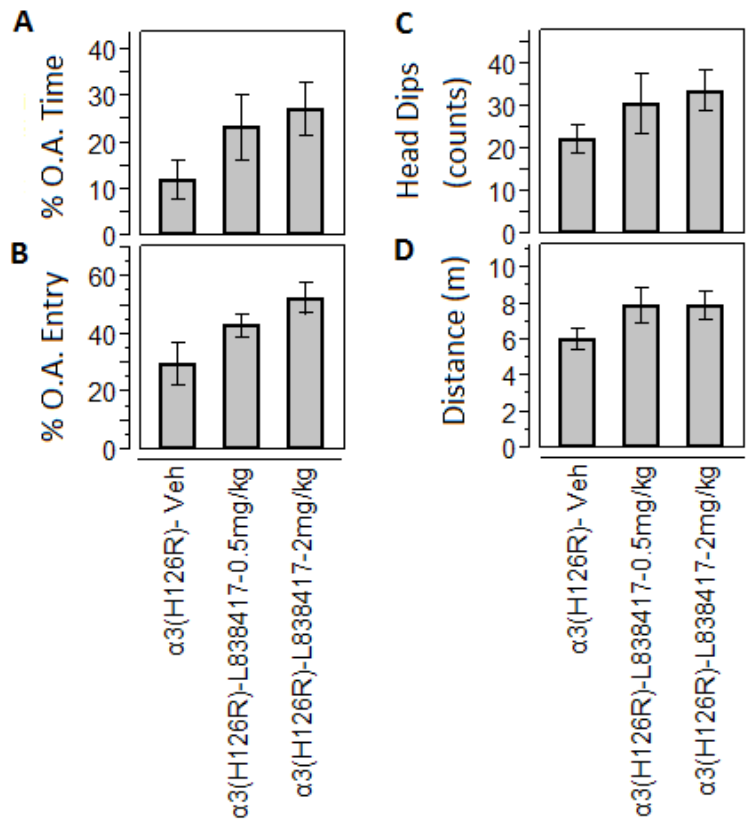 A
% O.A. Time
40
30
20
10
0
B
% O.A. Entry
60
40
20
0
α3(H126R)- Veh
α3(H126R)-L838417-0.5mg/kg
α3(H126R)-L838417-2mg/kg
C
Head Dips
(counts)
40
30
20
10
0
D
Distance (m)
10
8
6
4
2
0
α3(H126R)- Veh
α3(H126R)-L838417-0.5mg/kg
α3(H126R)-L838417-2mg/kg